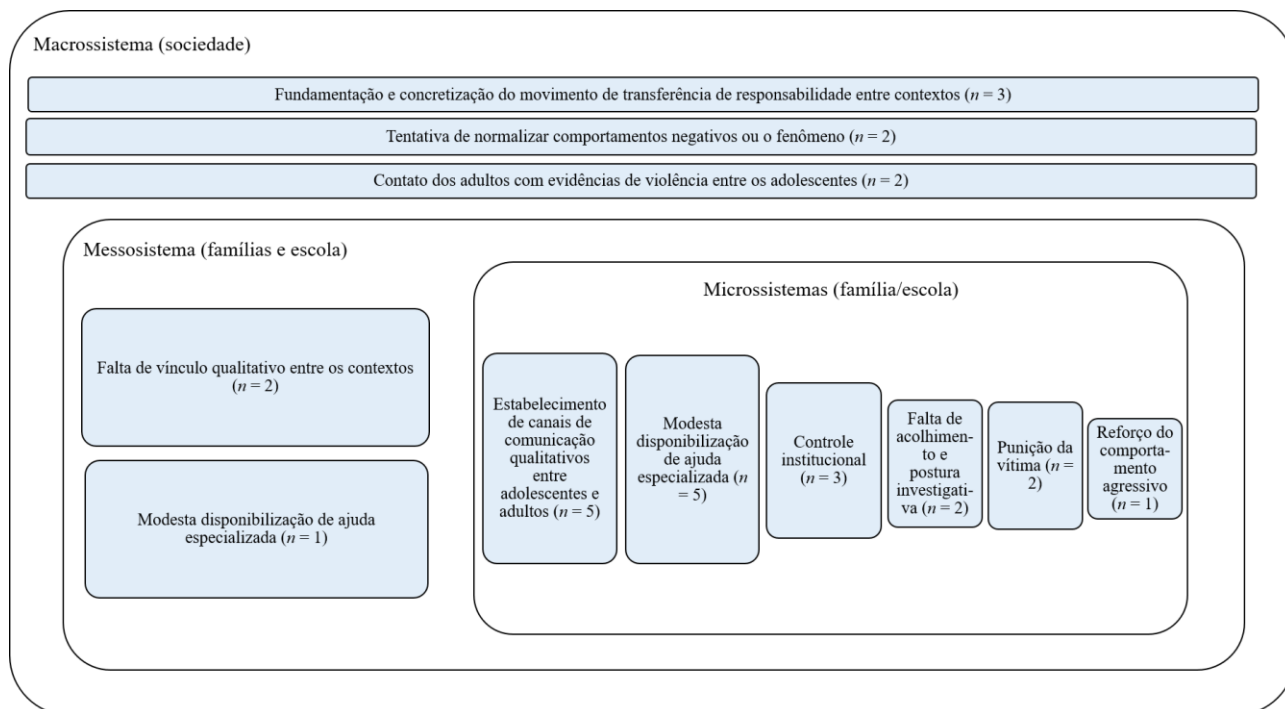 Macrossistema (sociedade)
Fundamentação e concretização do movimento de transferência de responsabilidade entre contextos (n = 3)
Tentativa de normalizar comportamentos negativos ou o fenômeno (n = 2)
Contato dos adultos com evidências de violência entre os adolescentes (n = 2)
Messosistema (famílias e escola)
Falta de vínculo qualitativo entre os contextos
(n = 2)
Modesta disponibilização de ajuda
especializada (n = 1)
Microssistemas (família/escola)
Estabelecimento
de canais de
comunicação
qualitativos
entre
adolescentes e
adultos (n = 5)
Modesta
disponibilização
de ajuda
especializada (n
= 5)
Controle
institucional
(n = 3)
Falta de
acolhimen-
to e
postura
investigati-
va (n = 2)
Punição da
vítima (n =
2)
Reforço do
comporta-
mento
agressivo
(n = 1)